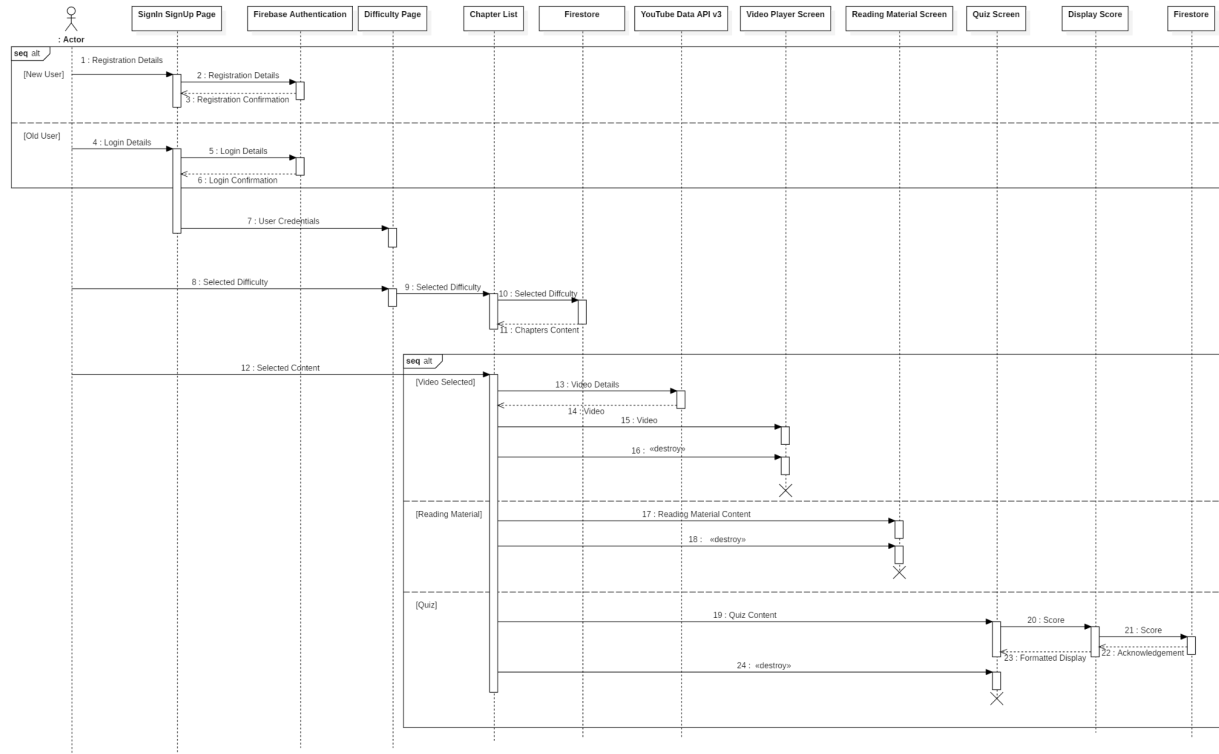 SignIn SignUp Page
Firebase Authentication
Difficulty Page
Chapter List
Firestore
YouTube Data API v3
Video Player Screen
Reading Material Screen
Quiz Screen
Display Score
Firestore
: Actor
seq alt
1 : Registration Details
[New User]
2 : Registration Details
3 : Registration Confirmation
[Old User]
4 : Login Details
5 : Login Details
6 : Login Confirmation
7 : User Credentials
8 : Selected Difficulty
9 : Selected Difficulty
10 : Selected Diffculty
11 : Chapters Content
seq alt
12 : Selected Content
[Video Selected]
13 : Video Details
14 : Video
15 : Video
16 : «destroy»
[Reading Material]
17 : Reading Material Content
18 : «destroy»
[Quiz]
19 : Quiz Content
20 : Score
21 : Score
22 : Acknowledgement
23 : Formatted Display
24 : «destroy»